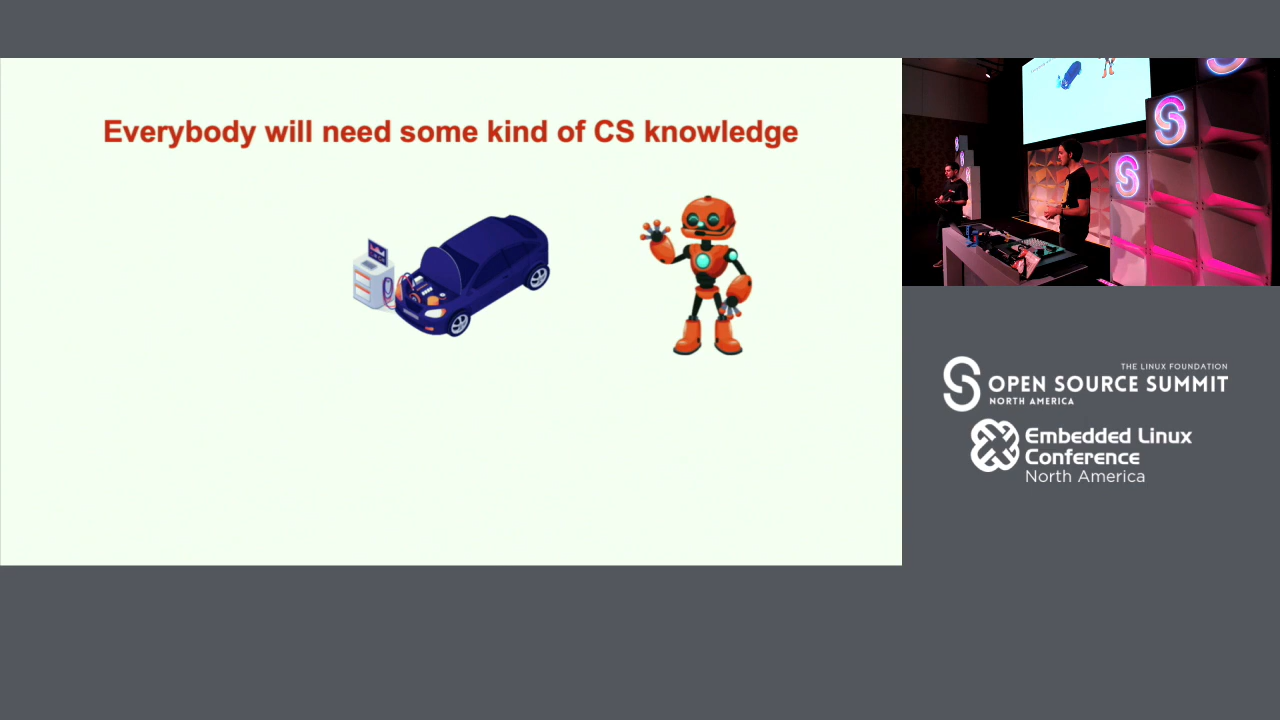 Everybody will need some kind of CS knowledge
THE LINUX FOUNDATION
OPEN SOURCE SUMMIT
NORTH AMERICA
Embedded Linux
Conference
North America